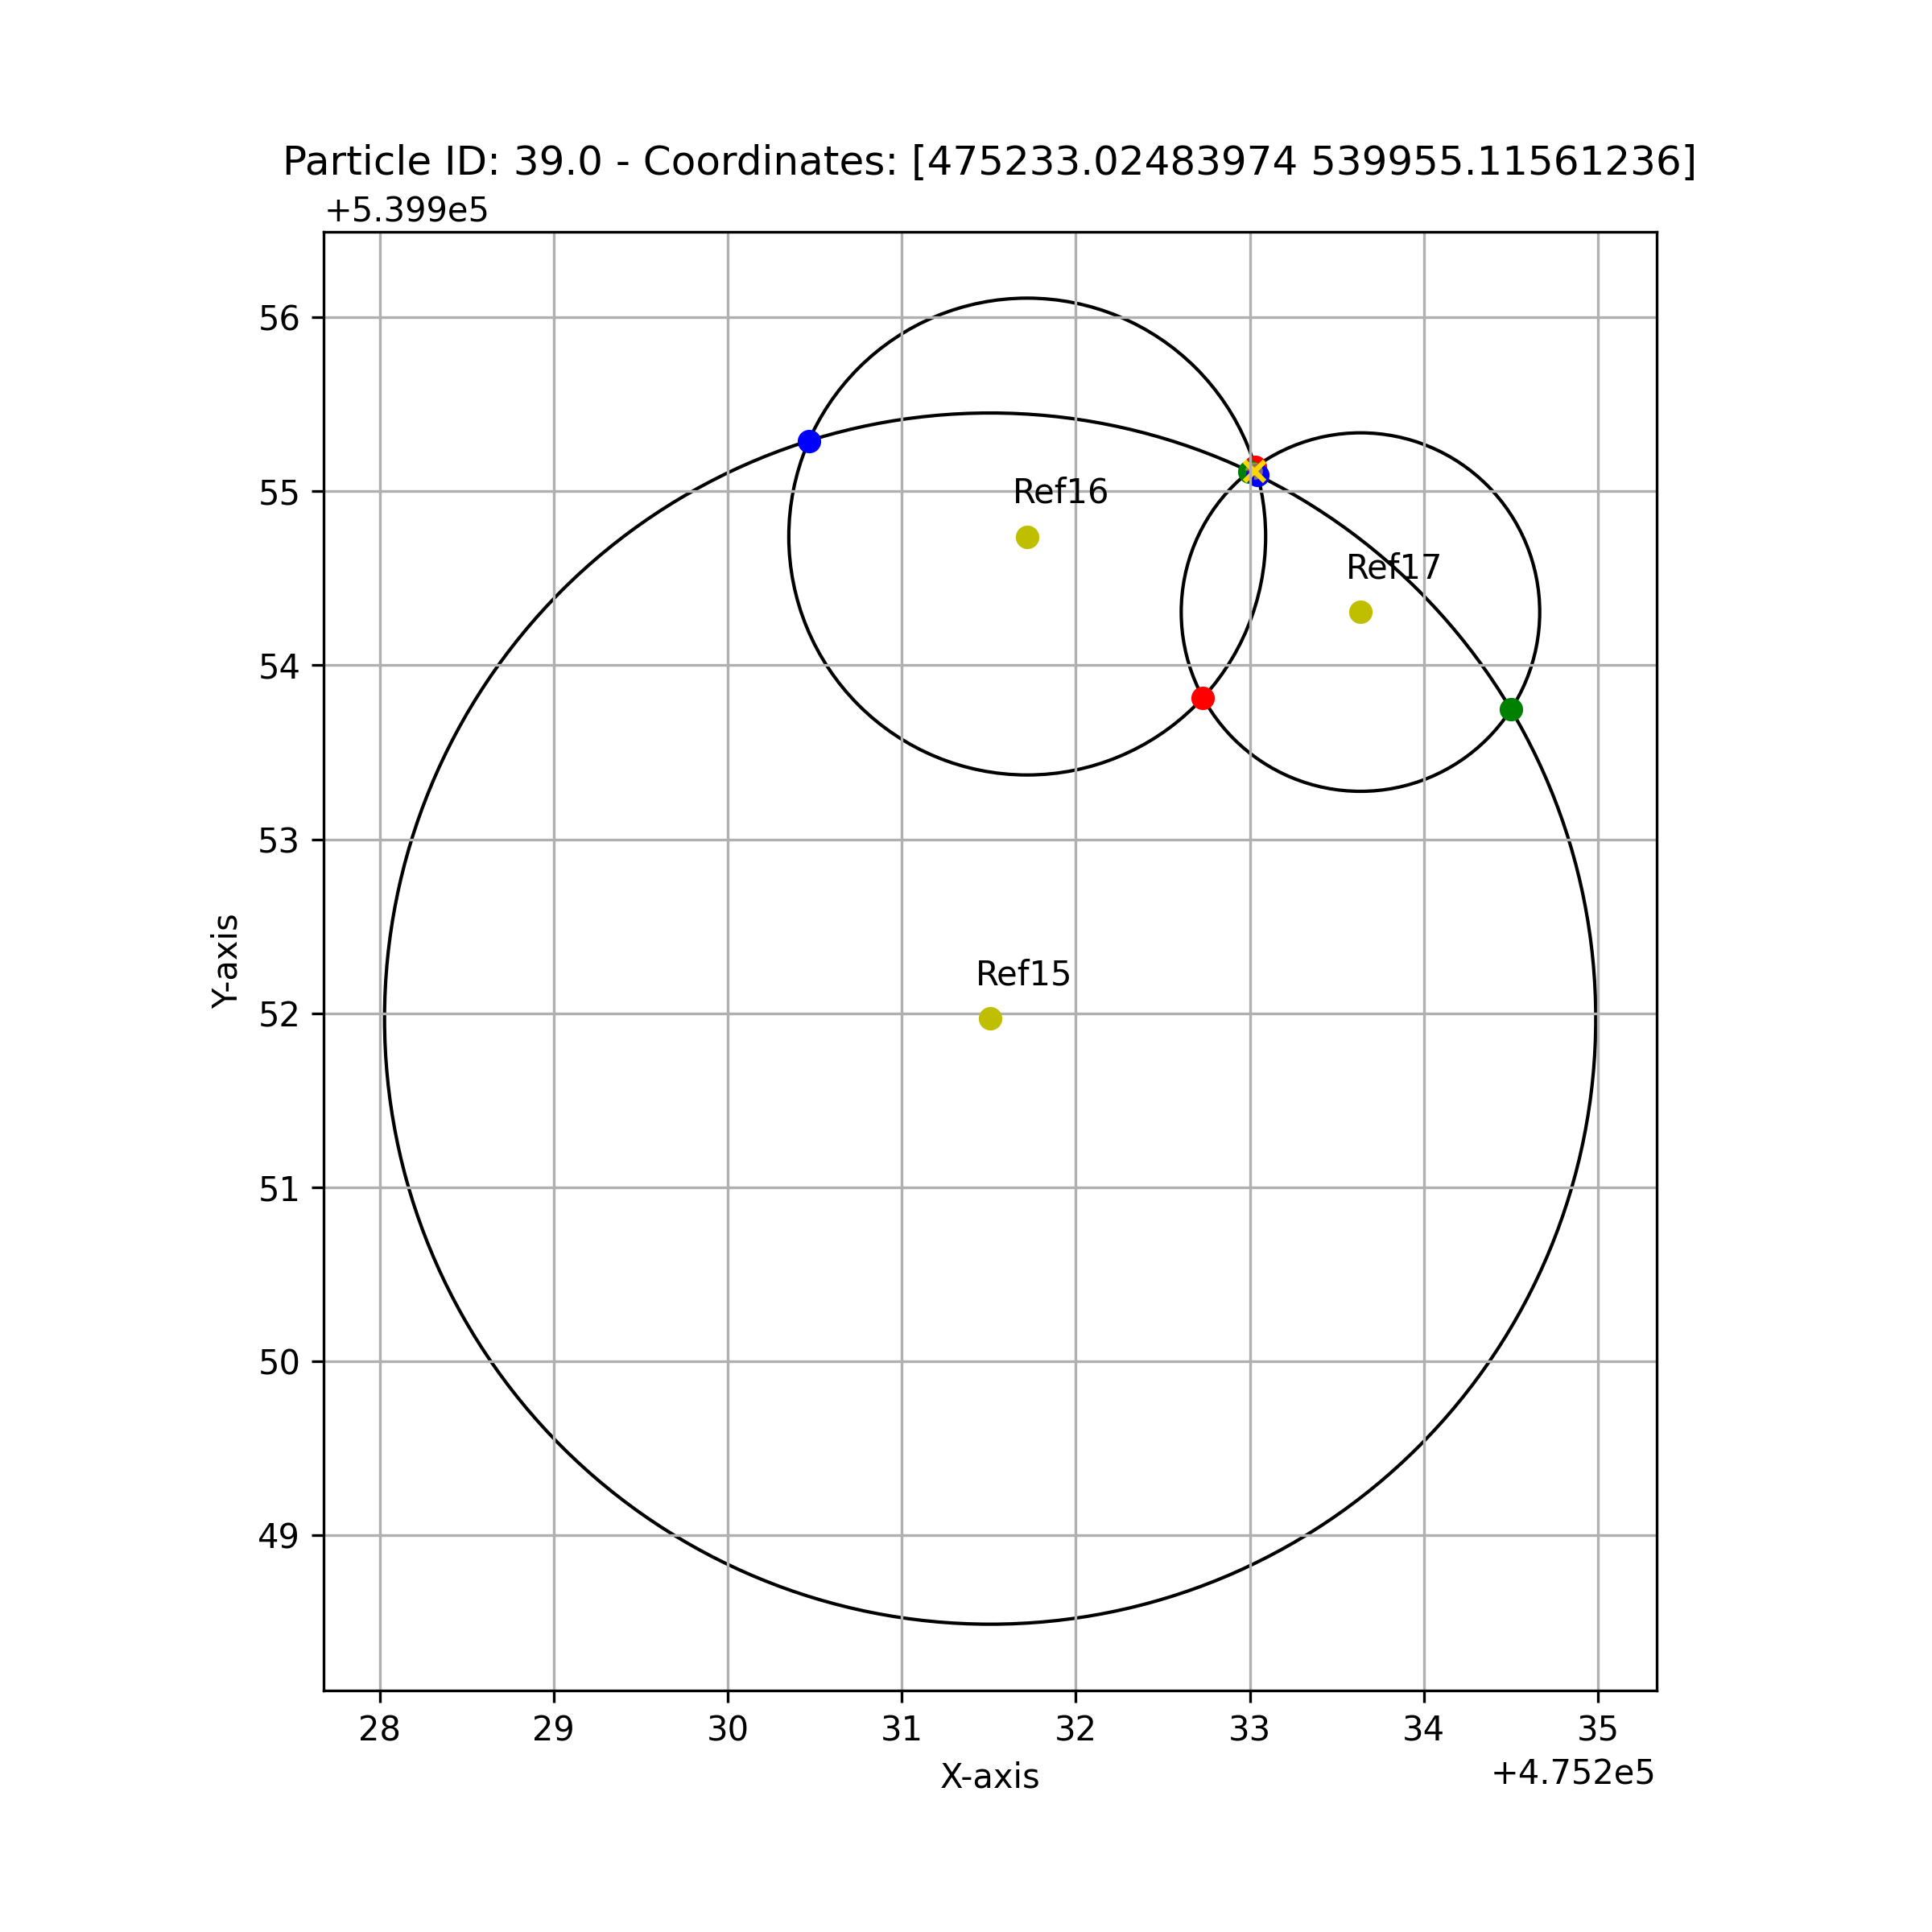 Particle ID: 39.0 - Coordinates: [475233.02483974 539955.11561236]
+5.399e5
56
55
54
53
52
51
50
49
Y-axis
Ref16
Ref17
Ref15
28 29 30 31 32 33 34 35
X-axis
+4.752e5